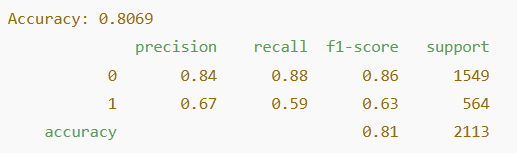 Accuracy: 0.8069
precision recall f1-score support
0 0.84 0.88 0.86 1549
1 0.67 0.59 0.63 564
accuracy 0.81 2113